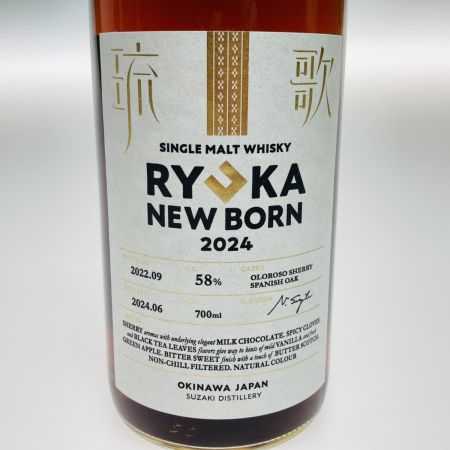 琉 歌
SINGLE MALT WHISKY
RYUKA
NEW BORN
2024
2022.09 58% CASKS OLOROSO SHERRY
SPANISH OAK
2024.06 VOL. 700ml BLENDER
SHERRY aromas with underlying elegant MILK CHOCOLATE. SPICY CLOVES
and BLACK TEA LEAVES flavors give way to hints of mild VANILLA and fresh
GREEN APPLE. BITTER SWEET finish with a touch of BUTTER SCOTCH.
NON-CHILL FILTERED. NATURAL COLOUR
OKINAWA JAPAN
SUZAKI DISTILLERY